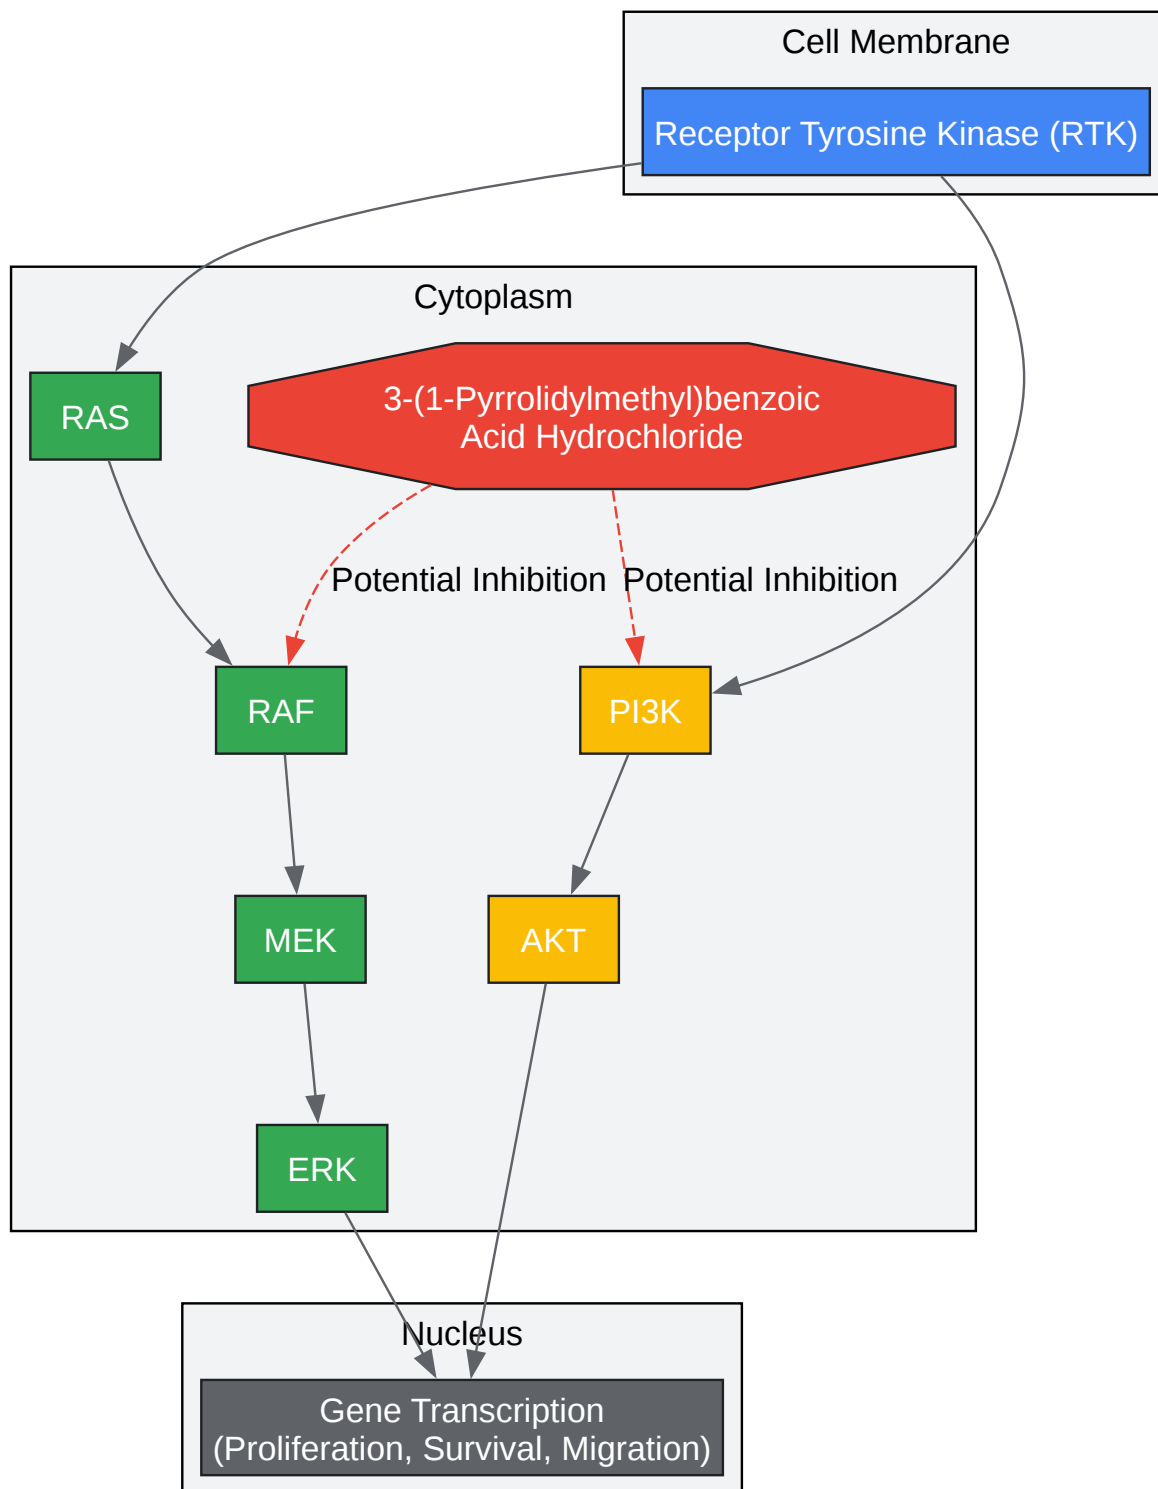 Cell Membrane
Receptor Tyrosine Kinase (RTK)
Cytoplasm
RAS
3-(1-Pyrrolidylmethyl)benzoic
Acid Hydrochloride
Potential Inhibition
Potential Inhibition
RAF
PI3K
MEK
AKT
ERK
Nucleus
Gene Transcription
(Proliferation, Survival, Migration)